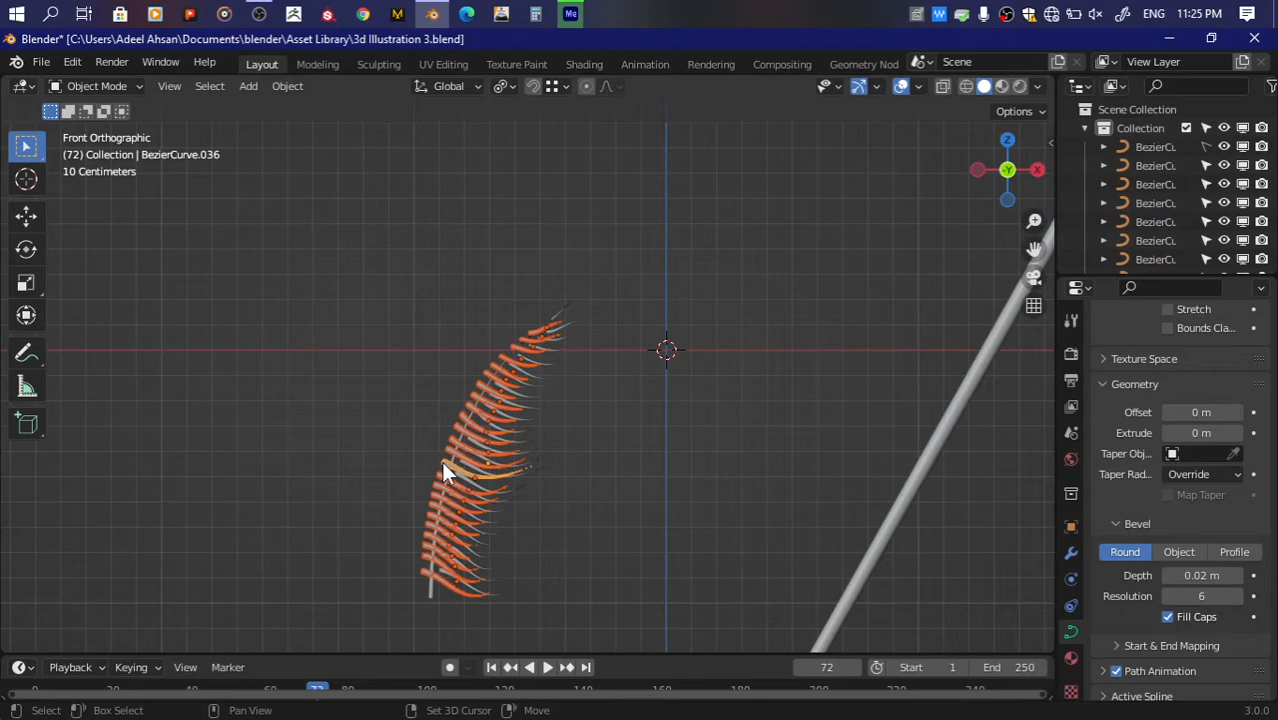 ENG 11:25 PM
Blender* [C:\Users\Adeel Ahsan\Documents\blender\Asset Library\3d Illustration 3.blend]
File Edit Render Window Help Layout Modeling Sculpting UV Editing Texture Paint Shading Animation Rendering Compositing Geometry Nod Scene View Layer
Object Mode View Select Add Object Global
Options
Front Orthographic
(72) Collection | BezierCurve.036
10 Centimeters
Z
X
-Y
Scene Collection
Collection
BezierCu
BezierCu
BezierCu
BezierCu
BezierCu
BezierCu
BezierCu
Stretch
Bounds Cla...
Texture Space
Geometry
Offset 0 m
Extrude 0 m
Taper Obj...
Taper Rad... Override
Map Taper
Bevel
Round Object Profile
Depth 0.02 m
Resolution 6
Fill Caps
Start & End Mapping
Path Animation
Active Spline
Playback Keying View Marker 72 Start 1 End 250
72
Select Box Select Pan View Set 3D Cursor Move 3.0.0